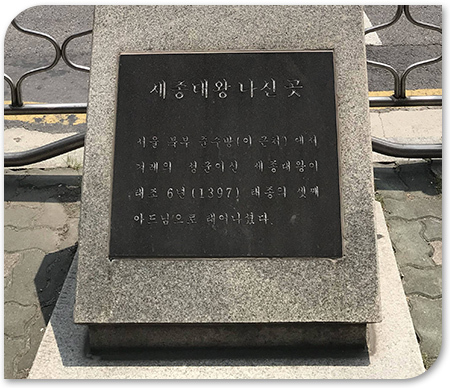 세종대왕 나신 곳
서울 북부 준수방(이 근처)에서
겨레의 성군이신 세종대왕이
태조 6년(1397) 태종의 셋째
아드님으로 태어나셨다.